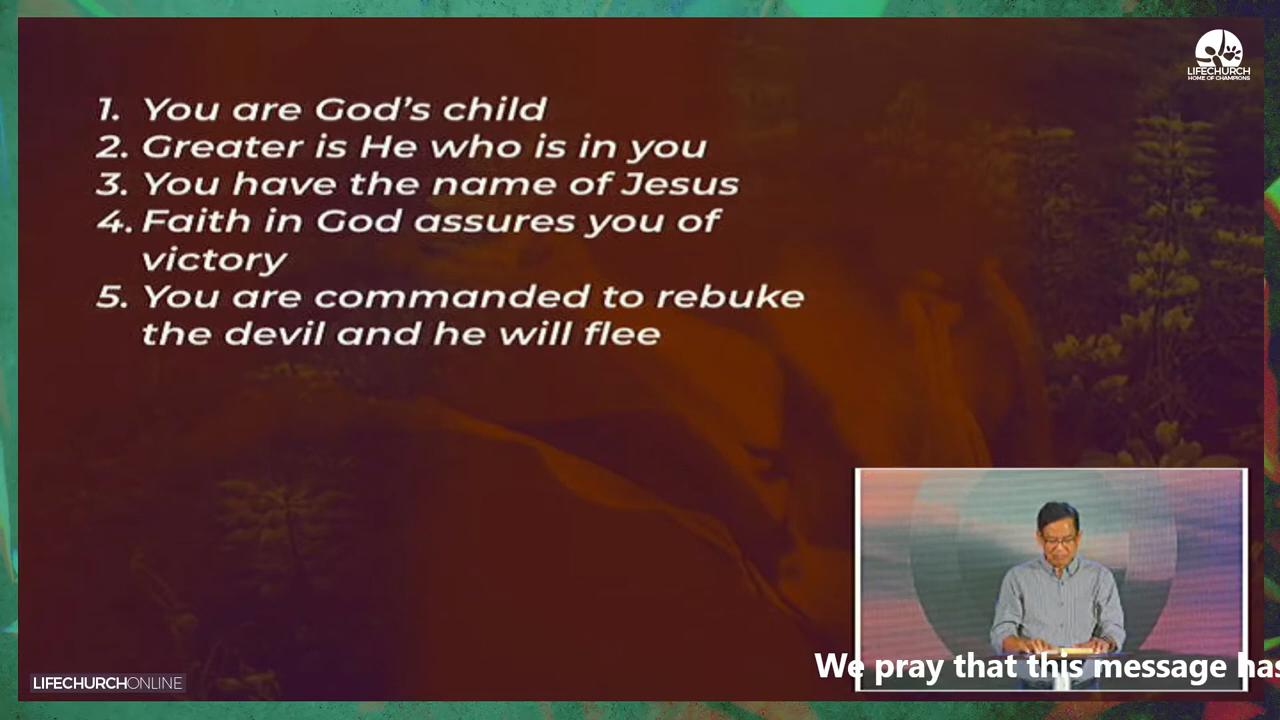 LIFECHURCH
HOME OF CHAMPIONS
1. You are God's child
2. Greater is He who is in you
3. You have the name of Jesus
4. Faith in God assures you of
victory
5. You are commanded to rebuke
the devil and he will flee
We pray that this message has
LIFECHURCHONLINE